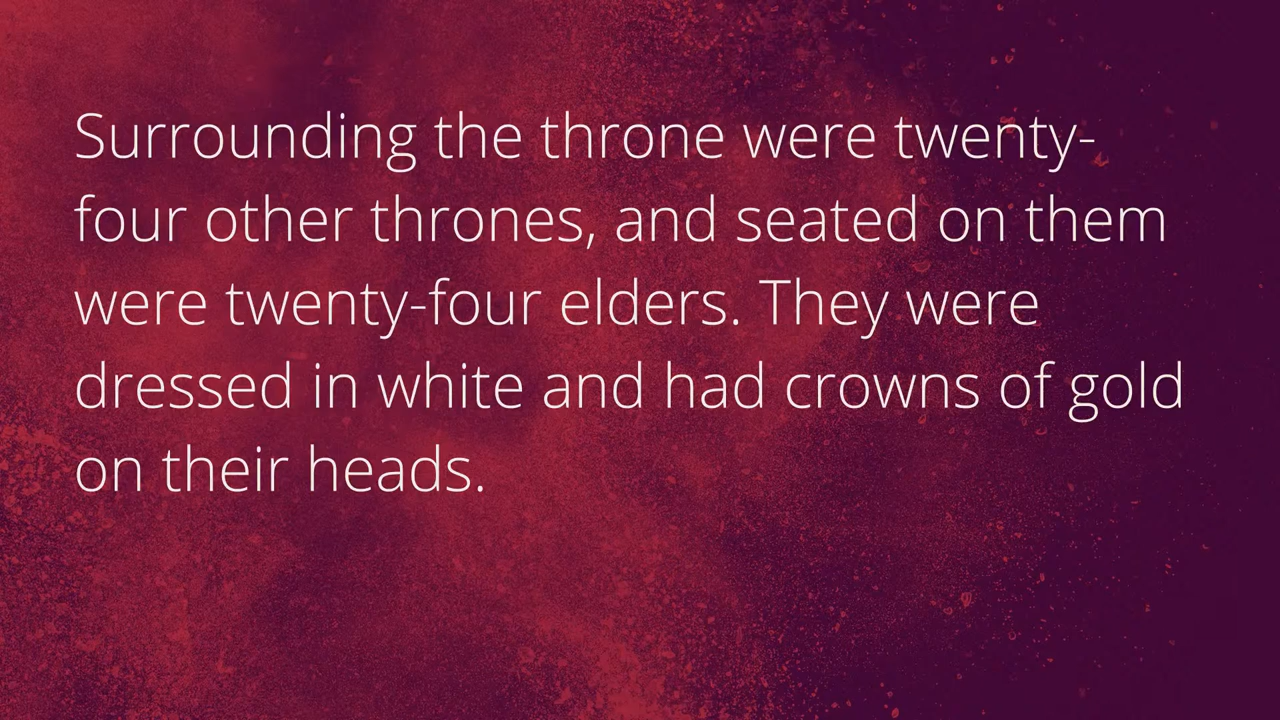 Surrounding the throne were twenty-
four other thrones, and seated on them
were twenty-four elders. They were
dressed in white and had crowns of gold
on their heads.